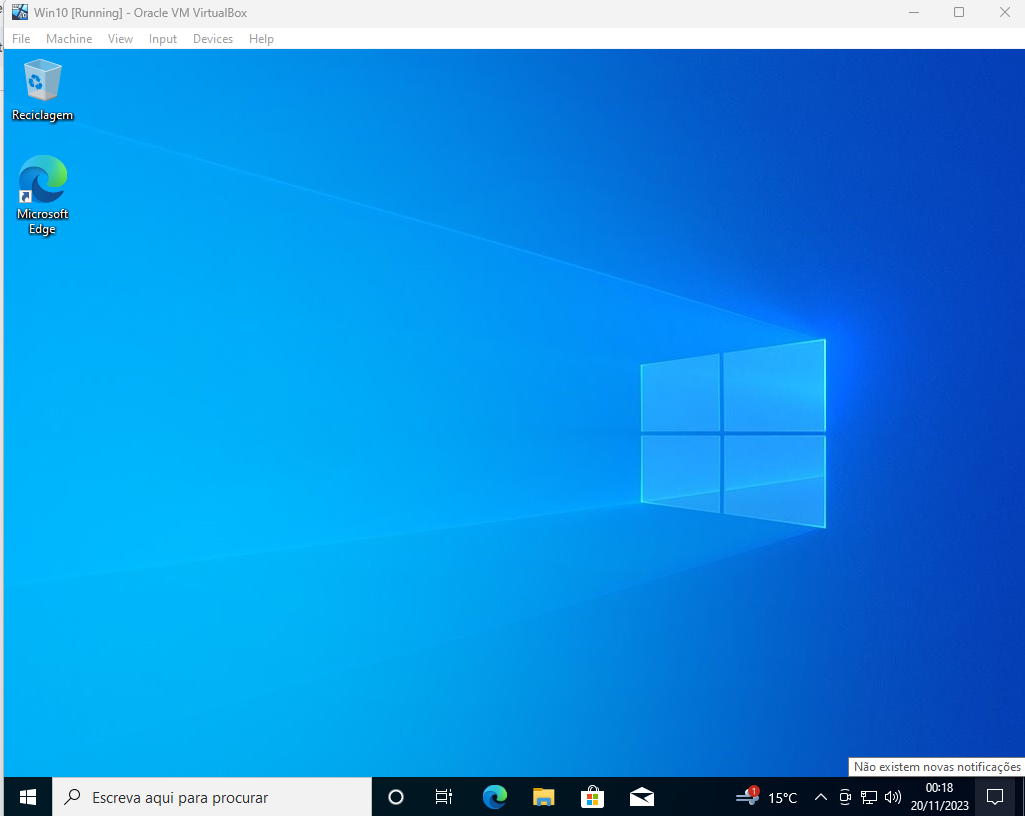 Win10 [Running] - Oracle VM VirtualBox
File Machine View Input Devices Help
Reciclagem
Microsoft
Edge
Não existem novas notificações
Escreva aqui para procurar
1
15°C
00:18
20/11/2023